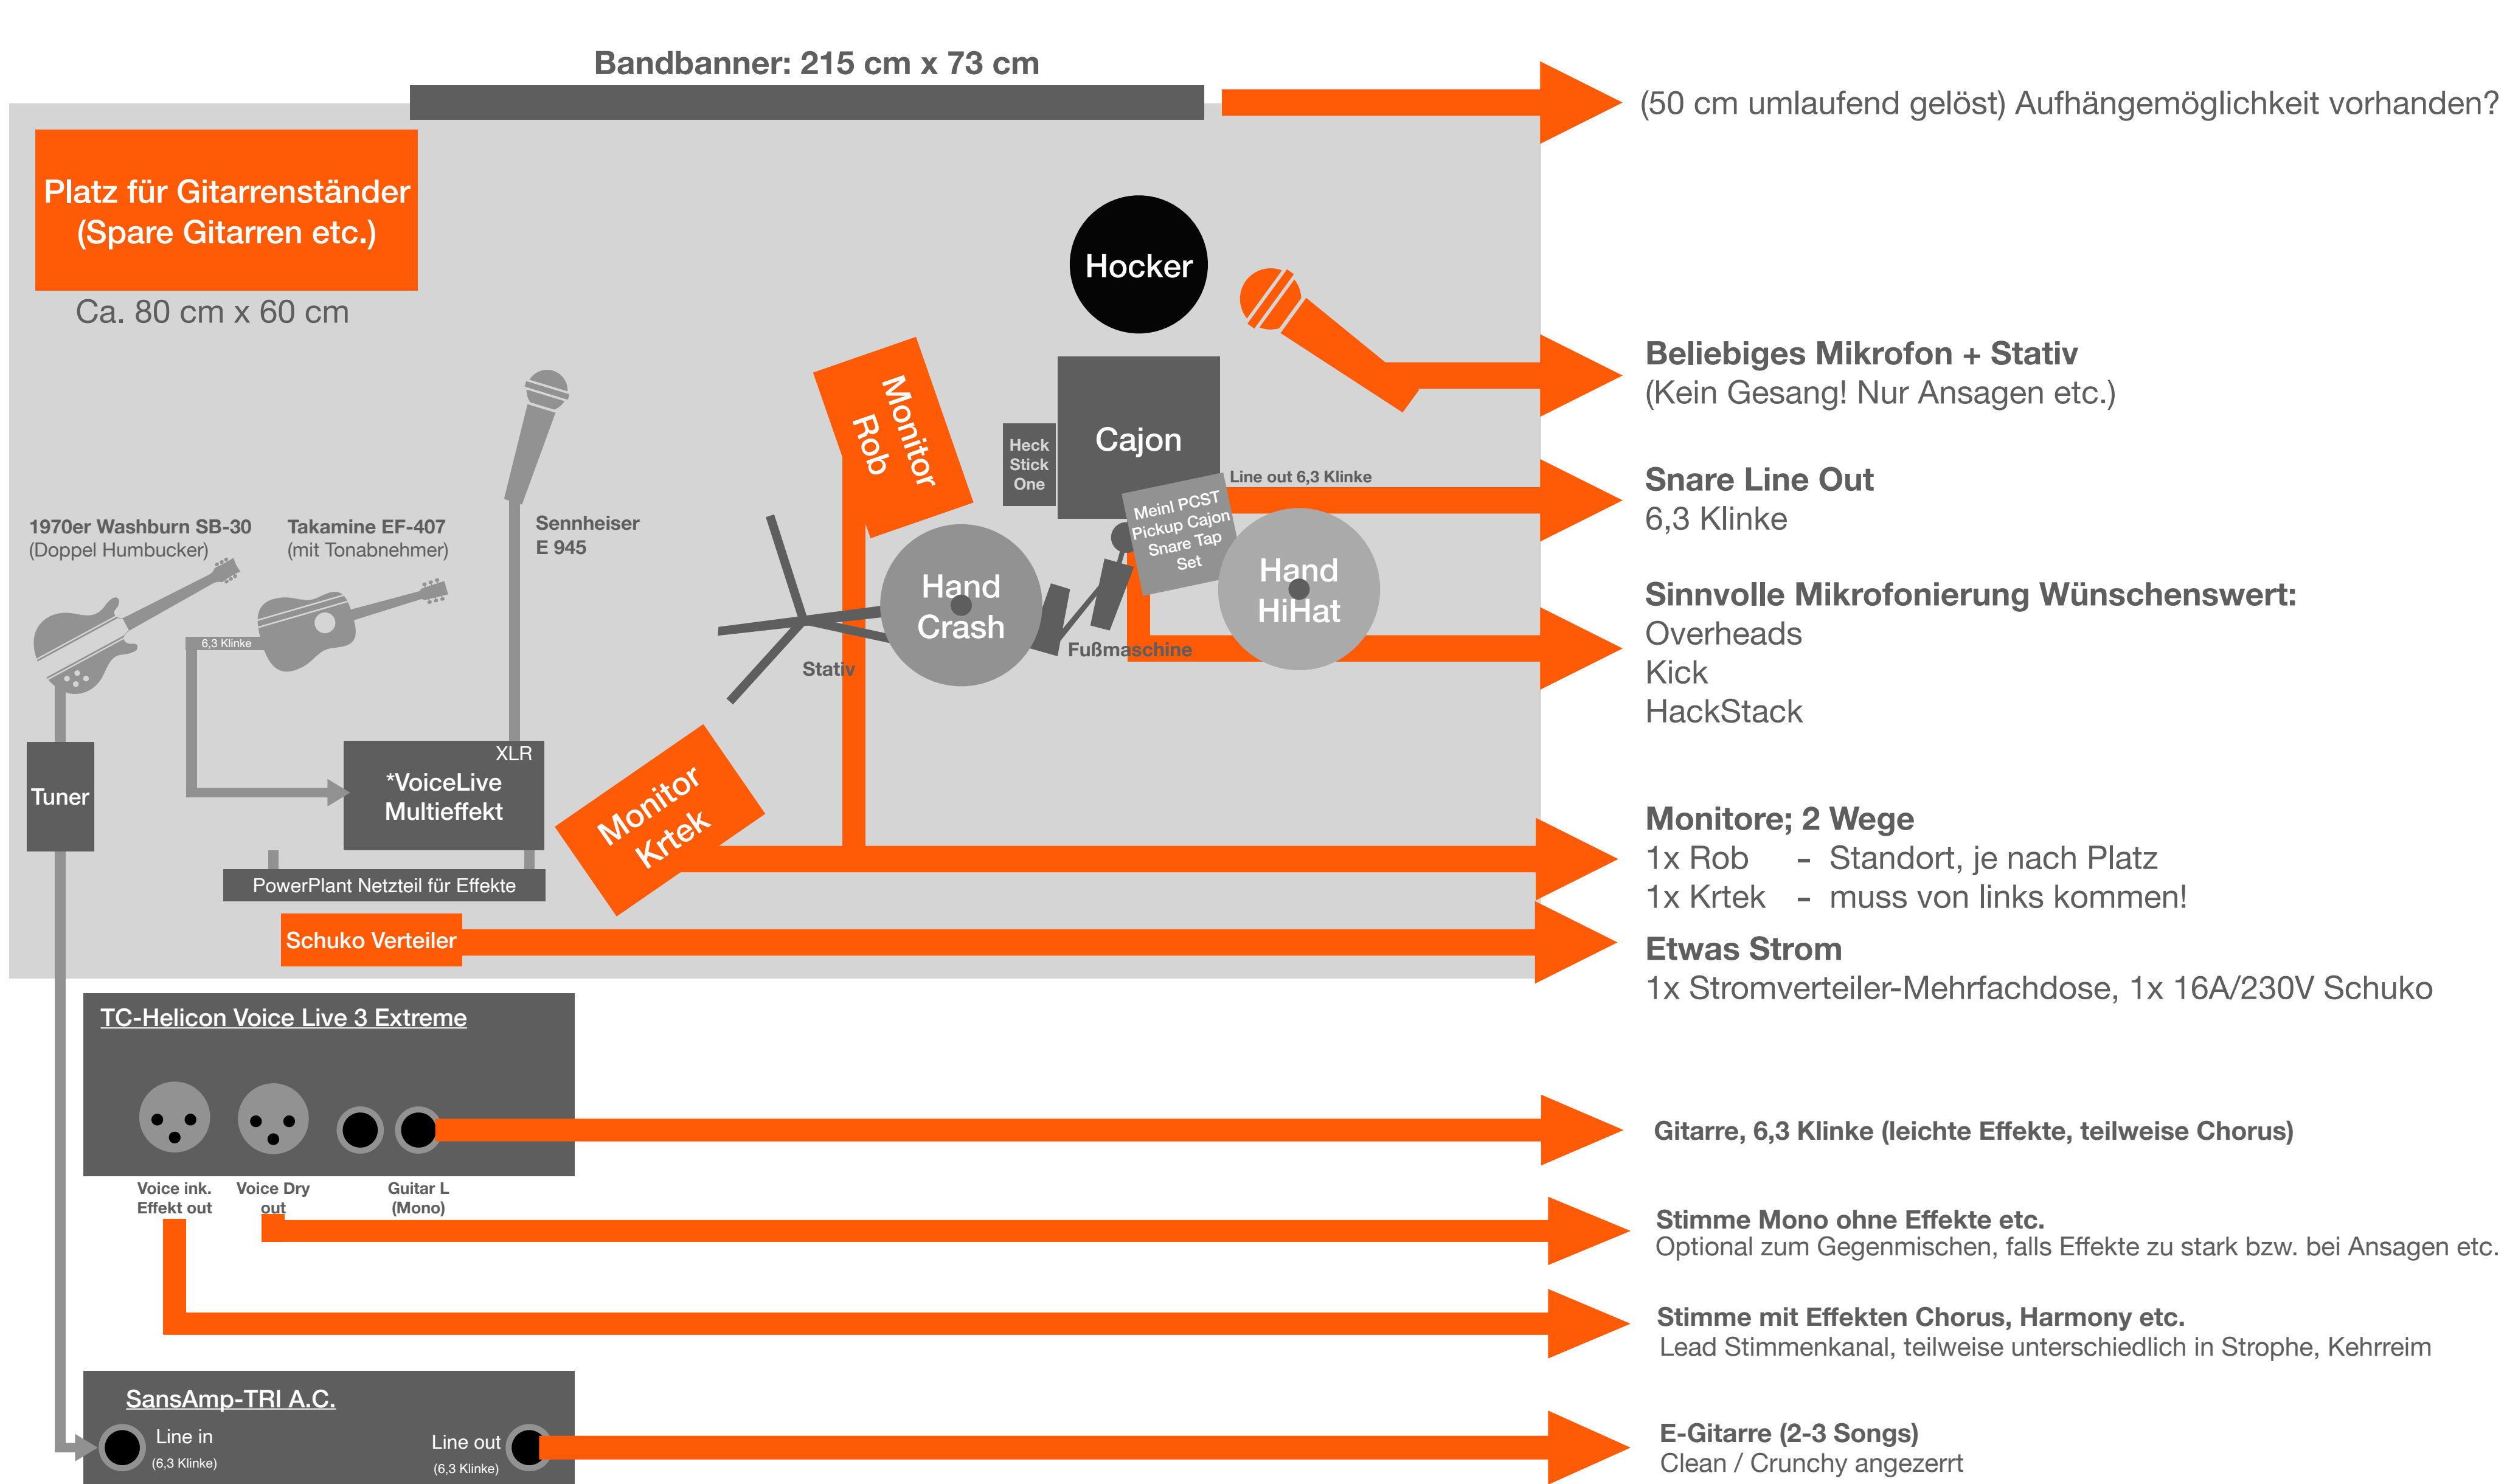 Bandbanner: 215 cm x 73 cm
(50 cm umlaufend gelöst) Aufhängemöglichkeit vorhanden?
Platz für Gitarrenständer
(Spare Gitarren etc.)
Ca. 80 cm x 60 cm
Hocker
Beliebiges Mikrofon + Stativ
(Kein Gesang! Nur Ansagen etc.)
Monitor
Rob
Cajon
Heck
Stick
One
Line out 6,3 Klinke
Meinl PCST
Pickup Cajon
Snare Tap
Set
Snare Line Out
6,3 Klinke
1970er Washburn SB-30
(Doppel Humbucker)
Takamine EF-407
(mit Tonabnehmer)
Sennheiser
E 945
Hand
Crash
Hand
HiHat
Stativ
Fußmaschine
6,3 Klinke
Sinnvolle Mikrofonierung Wünschenswert:
Overheads
Kick
HackStack
Tuner
XLR
*VoiceLive
Multieffekt
Monitor
Krtek
PowerPlant Netzteil für Effekte
Schuko Verteiler
Monitore; 2 Wege
1x Rob - Standort, je nach Platz
1x Krtek - muss von links kommen!
Etwas Strom
1x Stromverteiler-Mehrfachdose, 1x 16A/230V Schuko
TC-Helicon Voice Live 3 Extreme
Voice ink.
Effekt out
Voice Dry
out
Guitar L
(Mono)
Gitarre, 6,3 Klinke (leichte Effekte, teilweise Chorus)
Stimme Mono ohne Effekte etc.
Optional zum Gegenmischen, falls Effekte zu stark bzw. bei Ansagen etc.
Stimme mit Effekten Chorus, Harmony etc.
Lead Stimmenkanal, teilweise unterschiedlich in Strophe, Kehrreim
SansAmp-TRI A.C.
Line in
(6,3 Klinke)
Line out
(6,3 Klinke)
E-Gitarre (2-3 Songs)
Clean / Crunchy angezerrt